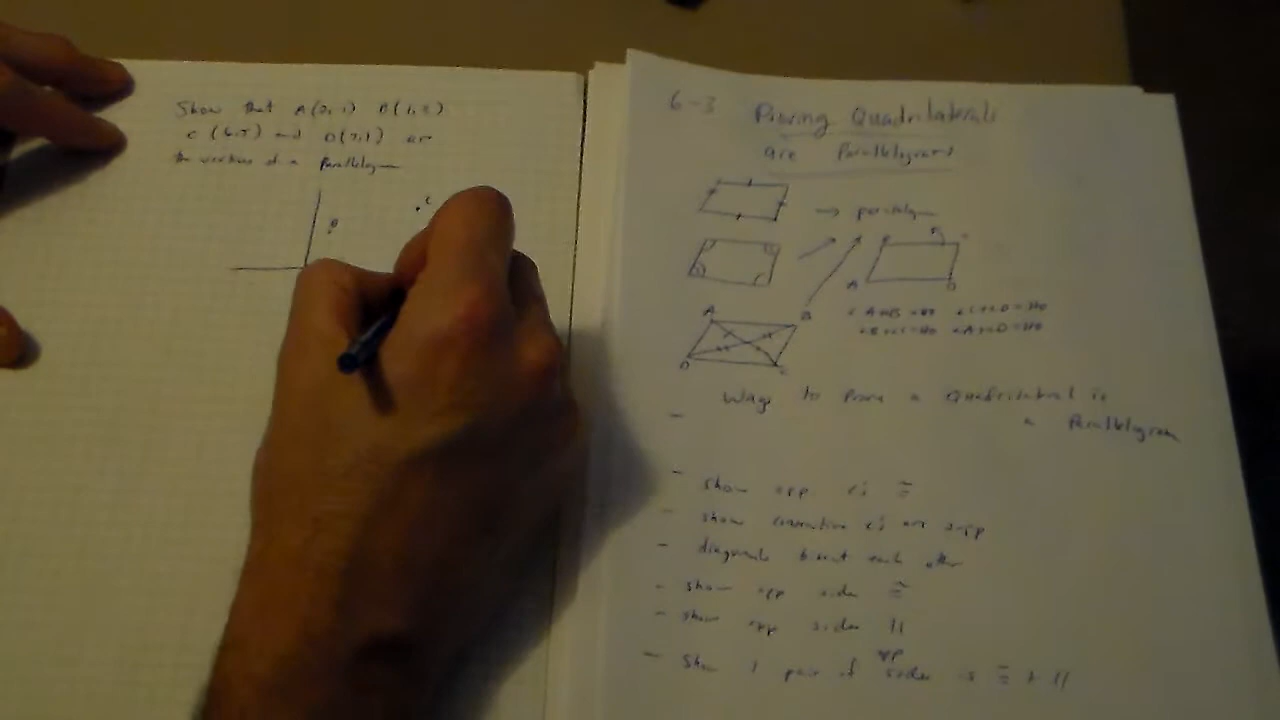 Show that A(2, B(1,
C (6,5) and D(7,1) are
the vertices of a Parallelogram
B
C
6-3 Proving Quadrilaterals
are Parallelograms
→ parallelogram
A D
A B
D C
Ways to Prove a Quadrilateral is
a Parallelogram
- show opp ∠'s ≅
- show consecutive ∠'s are supp
- diagonals bisect each other
- show opp sides ≅
- show opp sides ||
- Show 1 pair of opp sides is ≅ + ||